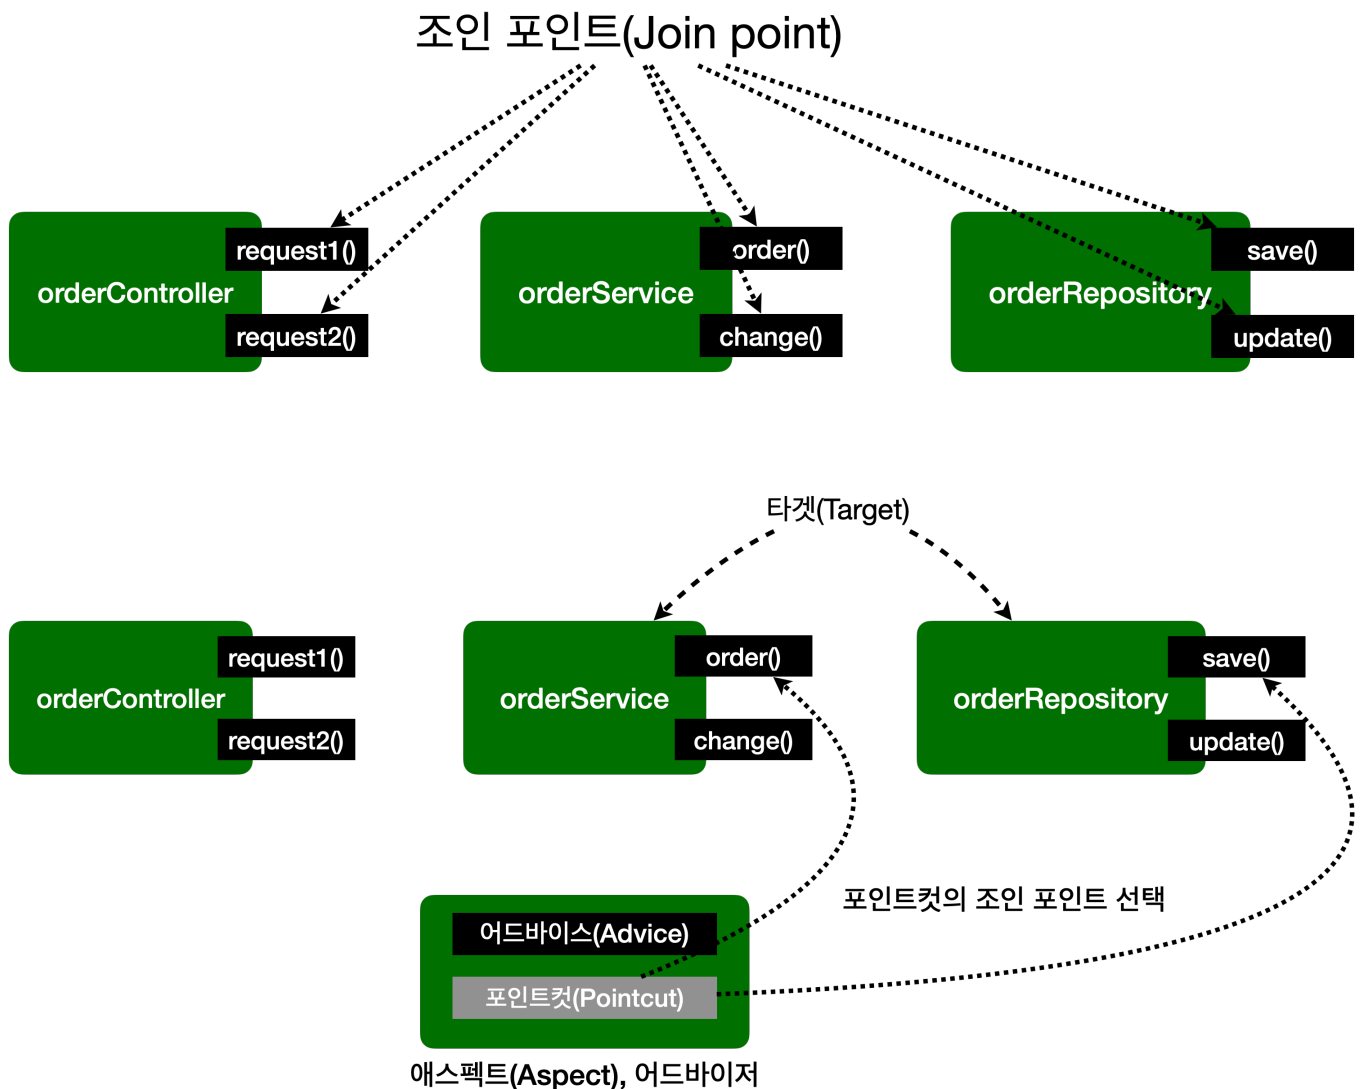 조인 포인트(Join point)
request1()
orderController
request2()
order()
orderService
change()
save()
orderRepository
update()
타겟(Target)
request1()
orderController
request2()
order()
orderService
change()
save()
orderRepository
update()
포인트컷의 조인 포인트 선택
어드바이스(Advice)
포인트컷(Pointcut)
애스펙트(Aspect), 어드바이저